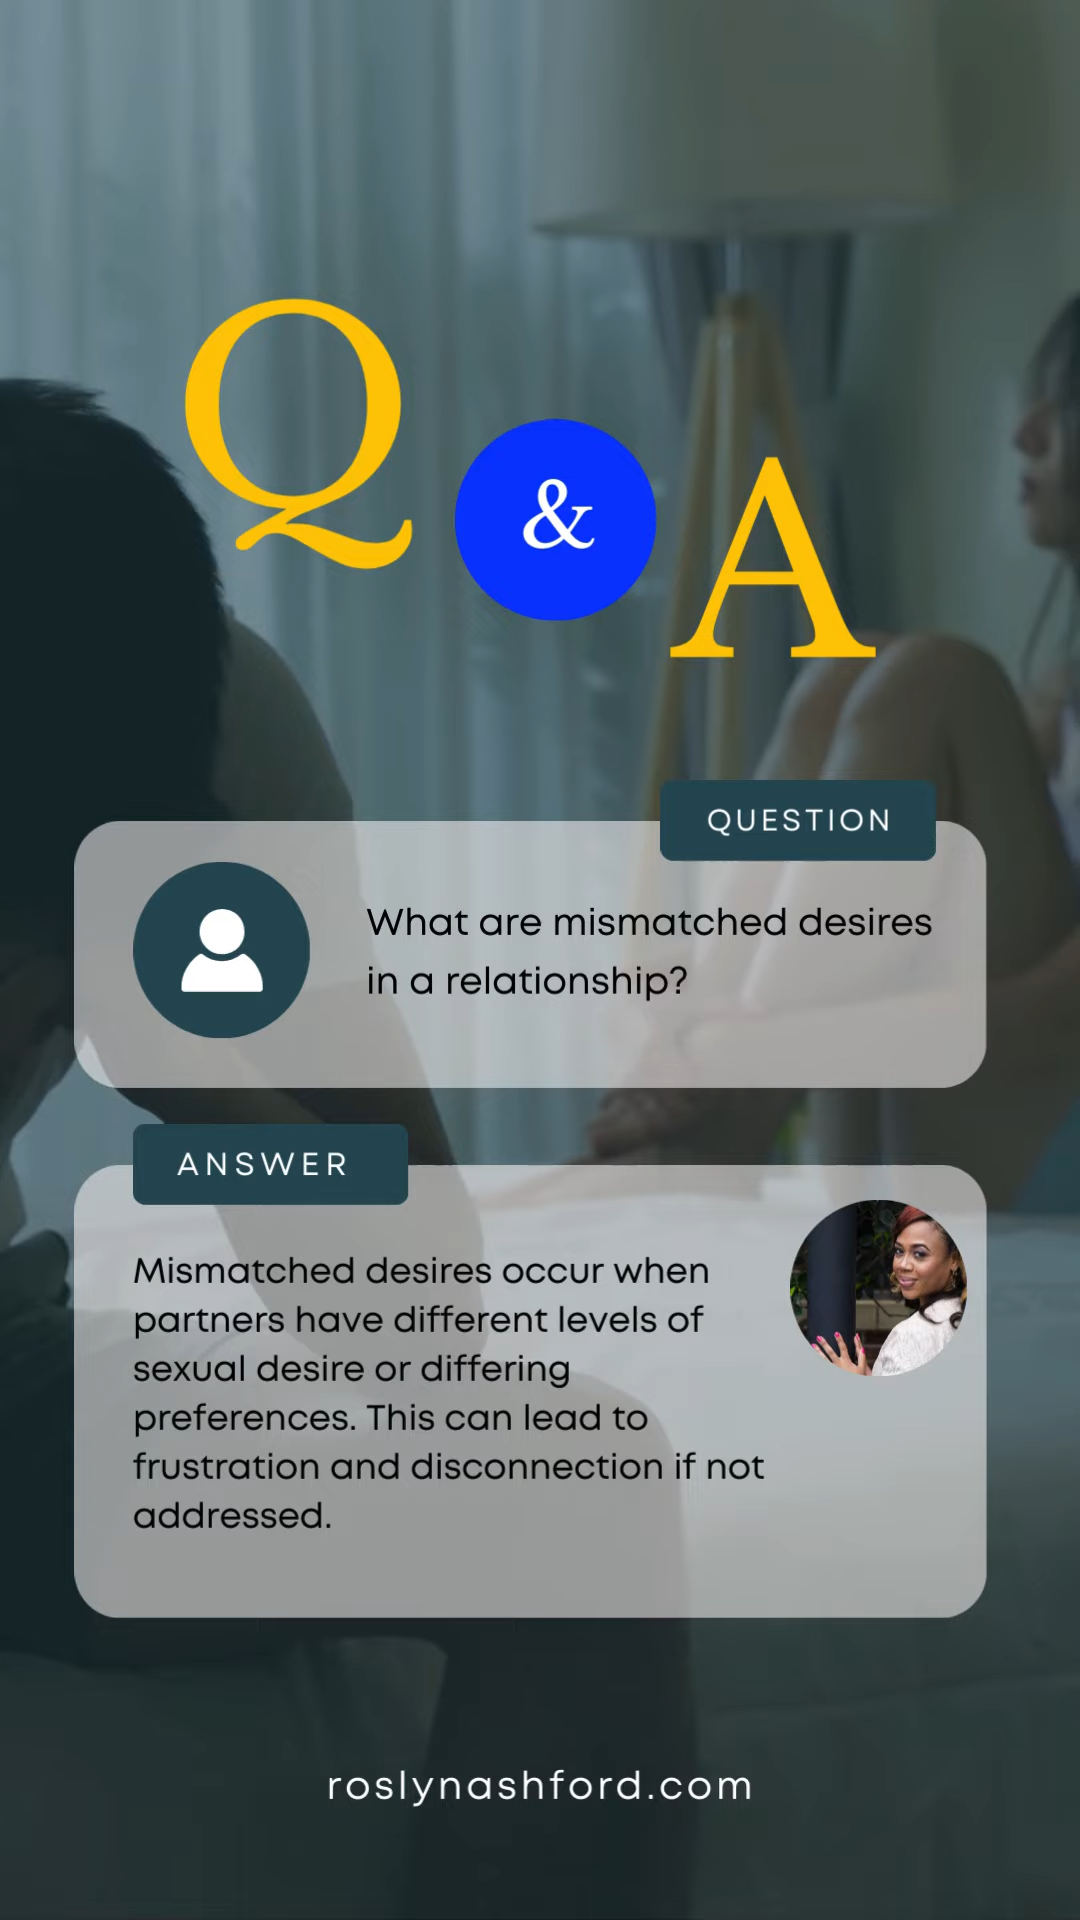 Q & A
QUESTION
What are mismatched desires
in a relationship?
ANSWER
Mismatched desires occur when
partners have different levels of
sexual desire or differing
preferences. This can lead to
frustration and disconnection if not
addressed.
roslynashford.com